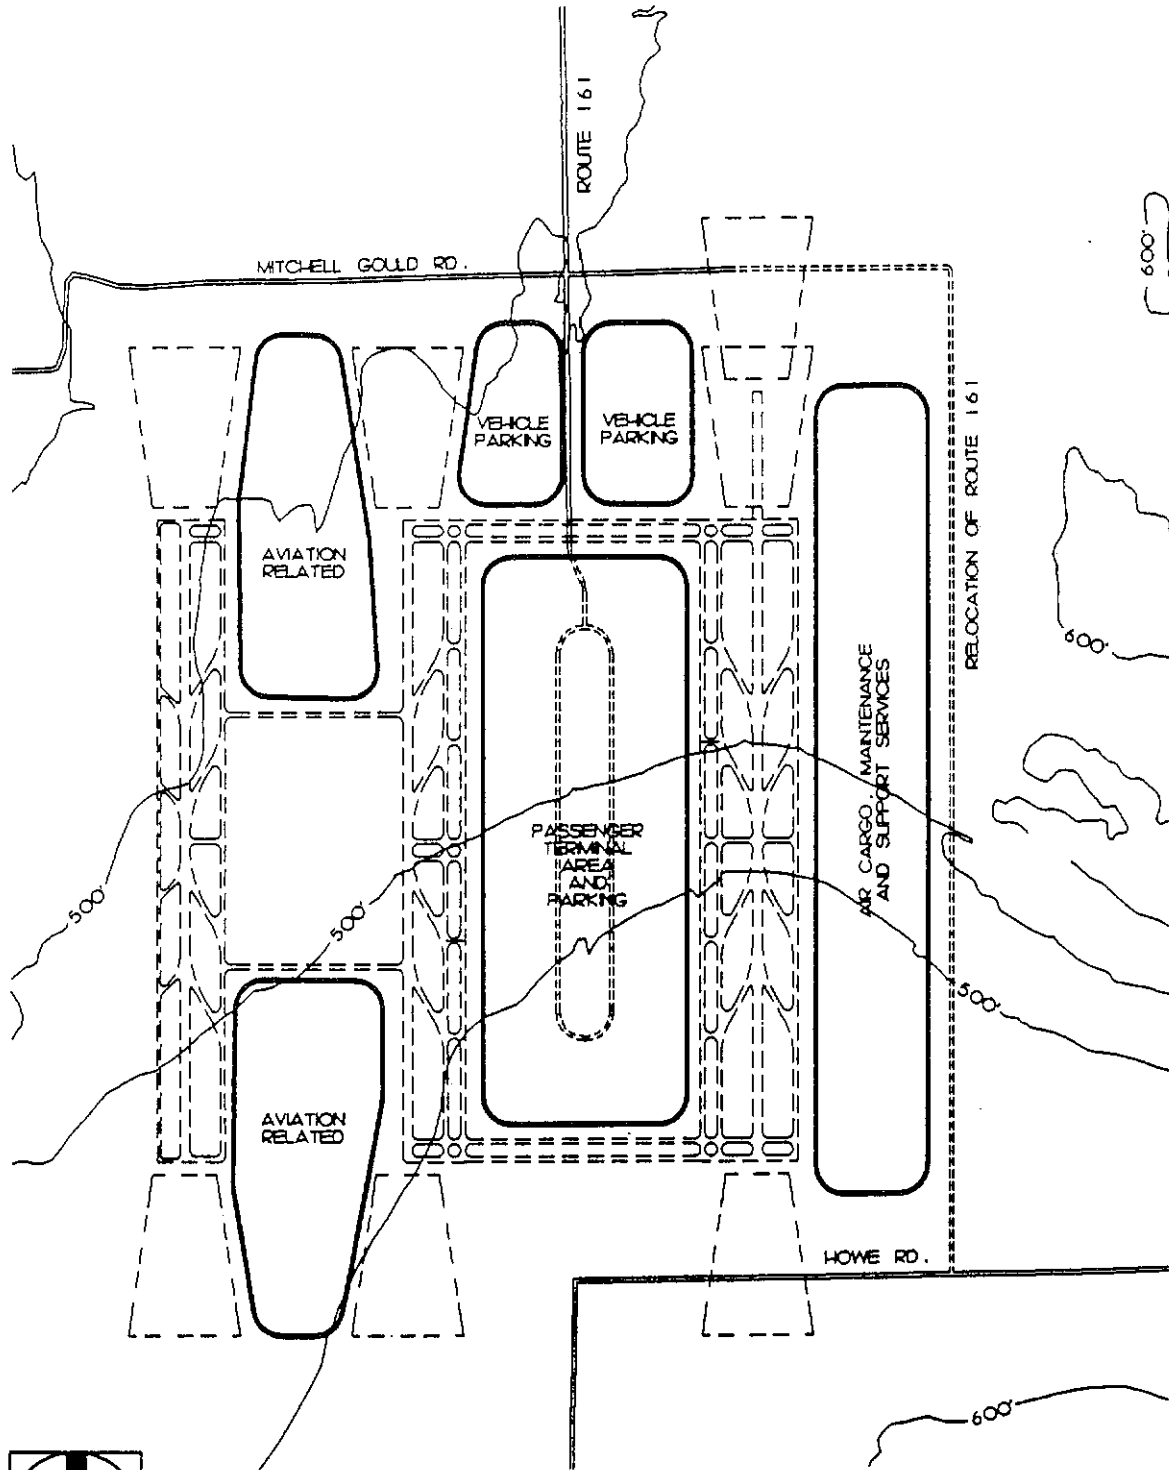 ROUTE 161
600'
MITCHELL GOULD RD.
VEHICLE
PARKING
VEHICLE
PARKING
RELOCATION OF ROUTE 161
AVIATION
RELATED
600'
AIR CARGO, MAINTENANCE
AND SUPPORT SERVICES
PASSENGER
TERMINAL
AREA
AND
PARKING
500'
500'
500'
AVIATION
RELATED
HOWE RD.
600'